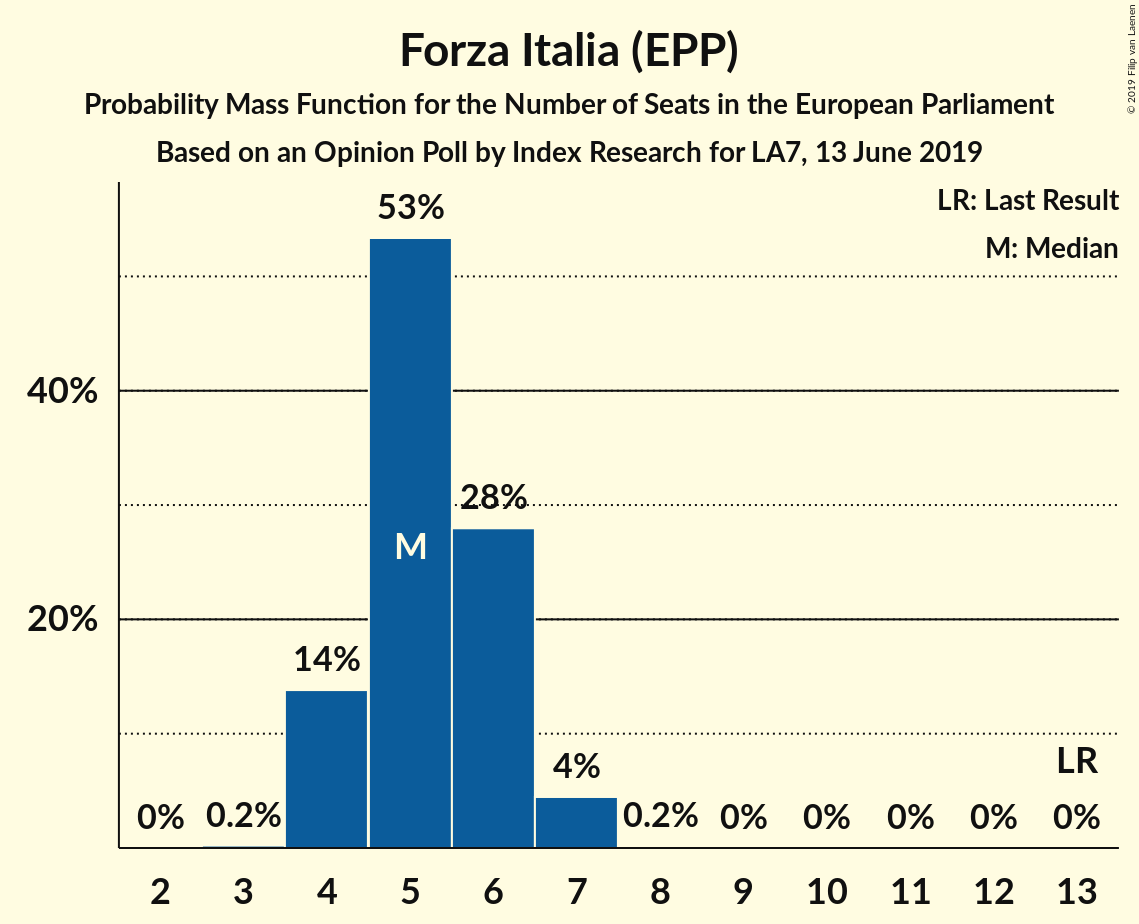 Forza Italia (EPP)
Probability Mass Function for the Number of Seats in the European Parliament
Based on an Opinion Poll by Index Research for LA7, 13 June 2019
© 2019 Filip van Laenen
LR: Last Result
M: Median
53%
40%
28%
M
20%
14%
4%
LR
0% 0.2% 0.2% 0% 0% 0% 0% 0%
2 3 4 5 6 7 8 9 10 11 12 13